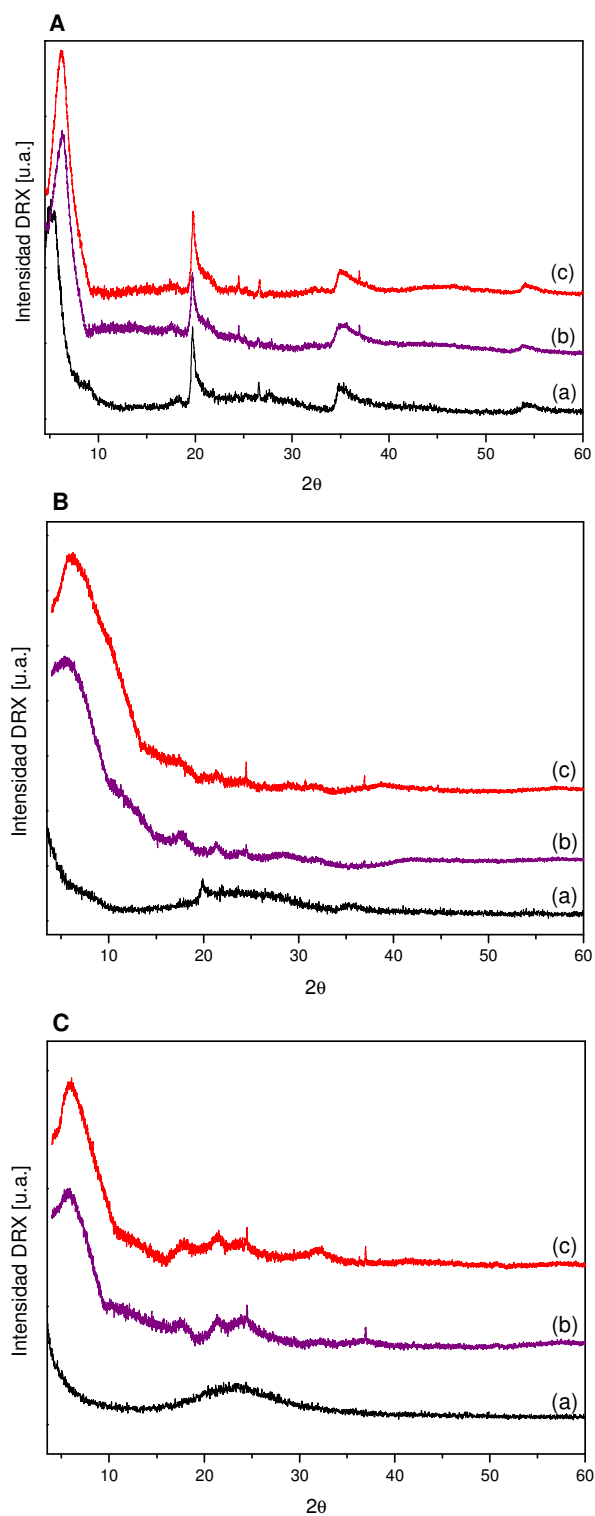 A
Intensidad DRX [u.a.]
(c)
(b)
(a)
10 20 30 40 50 60
2θ
B
Intensidad DRX [u.a.]
(c)
(b)
(a)
10 20 30 40 50 60
2θ
C
Intensidad DRX [u.a.]
(c)
(b)
(a)
10 20 30 40 50 60
2θ